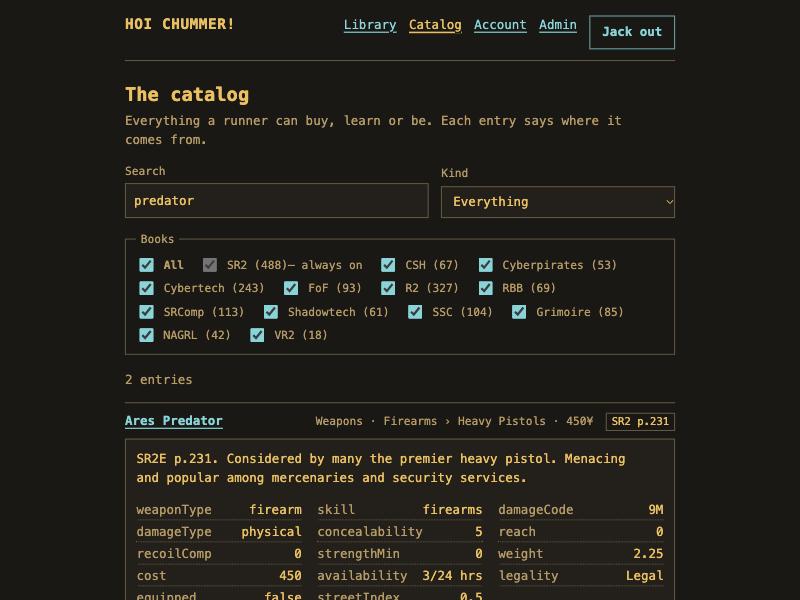 HOI CHUMMER!
Library Catalog Account Admin Jack out
The catalog
Everything a runner can buy, learn or be. Each entry says where it
comes from.
Search
Kind
predator
Everything
Books
All SR2 (488)— always on CSH (67) Cyberpirates (53)
Cybertech (243) FoF (93) R2 (327) RBB (69)
SRComp (113) Shadowtech (61) SSC (104) Grimoire (85)
NAGRL (42) VR2 (18)
2 entries
Ares Predator Weapons · Firearms › Heavy Pistols · 450¥ SR2 p.231
SR2E p.231. Considered by many the premier heavy pistol. Menacing
and popular among mercenaries and security services.
weaponType firearm skill firearms damageCode 9M
damageType physical concealability 5 reach 0
recoilComp 0 strengthMin 0 weight 2.25
cost 450 availability 3/24 hrs legality Legal
equipped false streetIndex 0.5